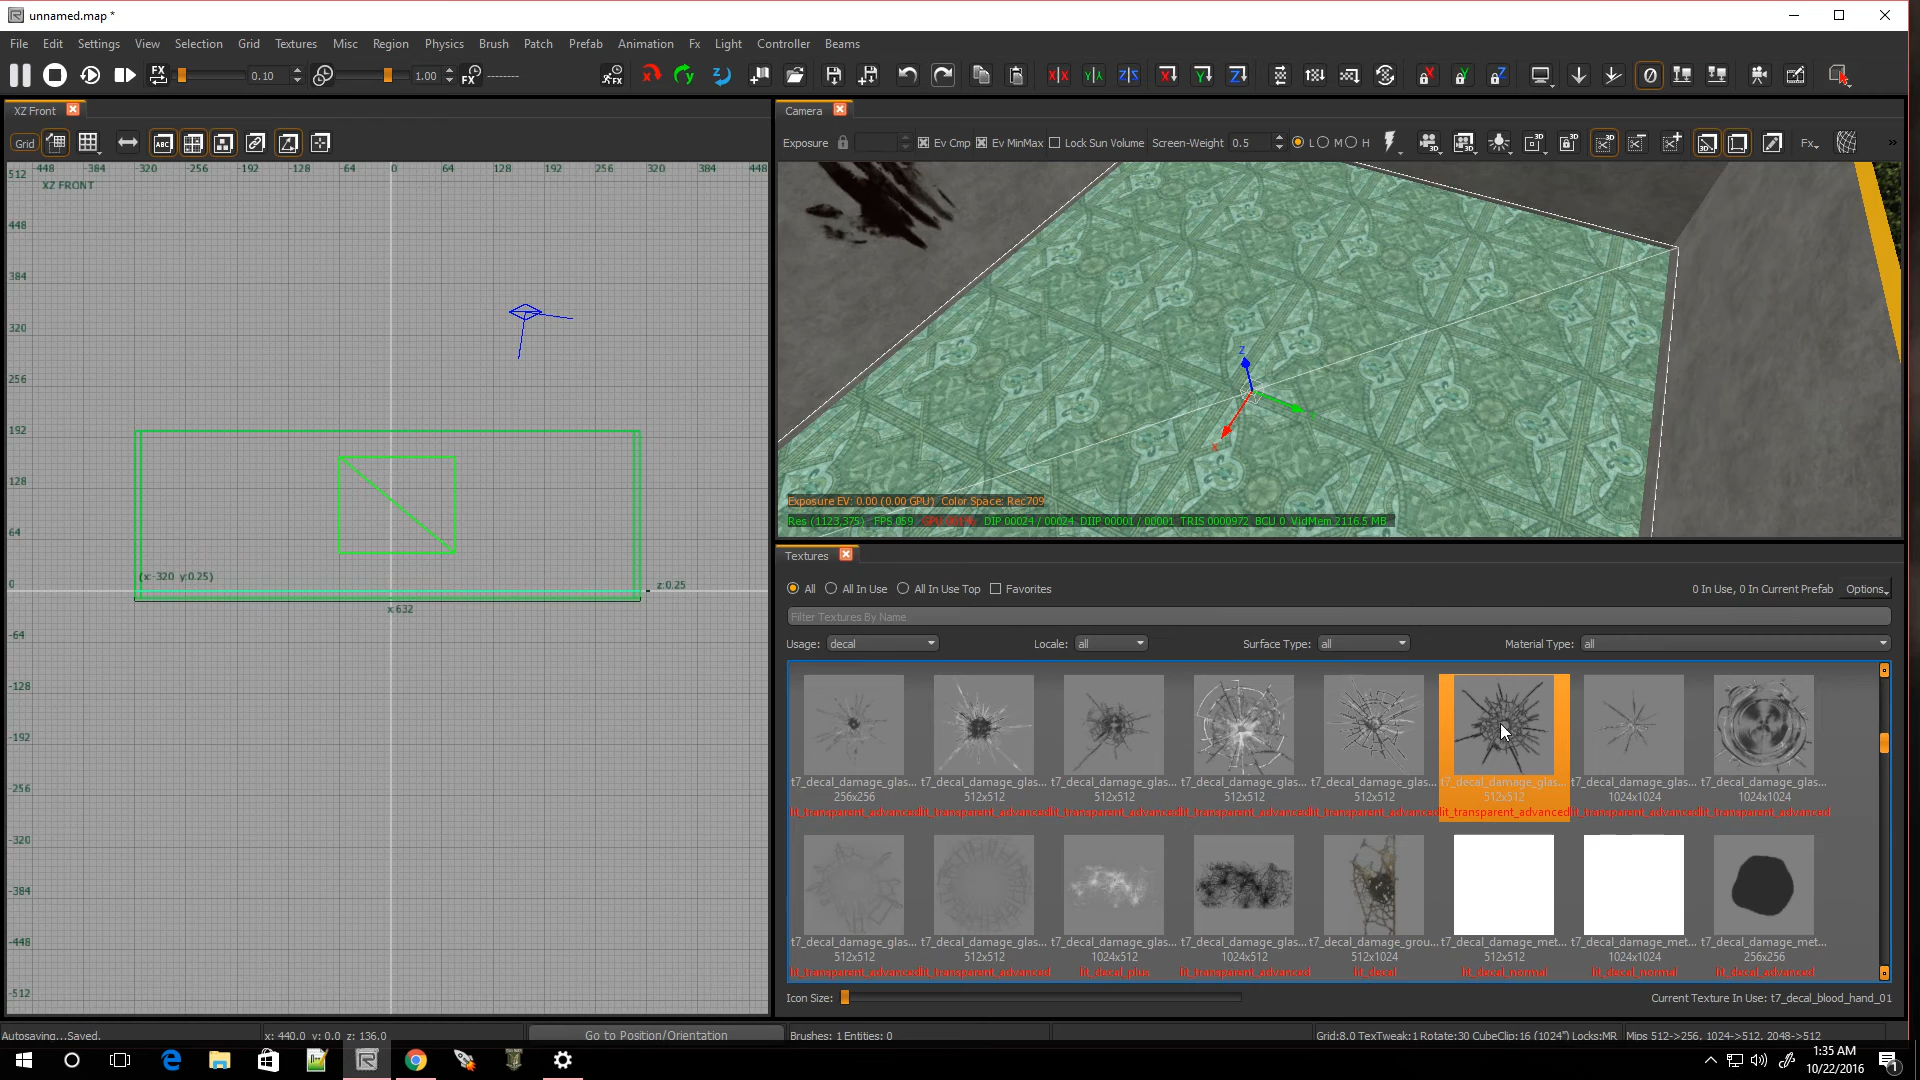 unnamed.map *
File Edit Settings View Selection Grid Textures Misc Region Physics Brush Patch Prefab Animation Fx Light Controller Beams
FX 0.10 1.00 FX --------
XZ Front
Camera
Grid ABC
Exposure Ev Cmp Ev MinMax Lock Sun Volume Screen-Weight 0.5 L M H Fx
-448 -384 -320 -256 -192 -128 -64 0 64 128 192 256 320 384 448
512
XZ FRONT
448
384
320
256
192
128
64
0
(x:-320 y:0.25)
z:0.25
x:632
-64
-128
-192
-256
-320
-384
-448
-512
Z
X
Exposure EV: 0.00 (0.00 GPU) Color Space: Rec709
Res (1123,375) FPS 059 DIP 00024 / 00024 DIIP 00001 / 00001 TRIS 0000972 BCU 0 VidMem 2116.5 MB
Textures
All All In Use All In Use Top Favorites 0 In Use, 0 In Current Prefab Options
Filter Textures By Name
Usage: decal Locale: all Surface Type: all Material Type: all
t7_decal_damage_glas... t7_decal_damage_glas... t7_decal_damage_glas... t7_decal_damage_glas... t7_decal_damage_glas... t7_decal_damage_glas... t7_decal_damage_glas... t7_decal_damage_glas...
256x256 512x512 512x512 512x512 512x512 512x512 1024x1024 1024x1024
lit_transparent_advanced lit_transparent_advanced lit_transparent_advanced lit_transparent_advanced lit_transparent_advanced lit_transparent_advanced lit_transparent_advanced lit_transparent_advanced
t7_decal_damage_glas... t7_decal_damage_glas... t7_decal_damage_glas... t7_decal_damage_glas... t7_decal_damage_grou... t7_decal_damage_met... t7_decal_damage_met... t7_decal_damage_met...
512x512 512x512 1024x512 1024x512 512x1024 512x512 1024x1024 256x256
lit_transparent_advanced lit_transparent_advanced lit_decal_plus lit_transparent_advanced lit_decal lit_decal_normal lit_decal_normal lit_decal_advanced
Icon Size: Current Texture In Use: t7_decal_blood_hand_01
Autosaving...Saved. x: 440.0 y: 0.0 z: 136.0 Go to Position/Orientation Brushes: 1 Entities: 0 Grid:8.0 TexTweak:1 Rotate:30 CubeClip:16 (1024") Locks:MR Mips 512->256, 1024->512, 2048->512
1:35 AM
10/22/2016
1